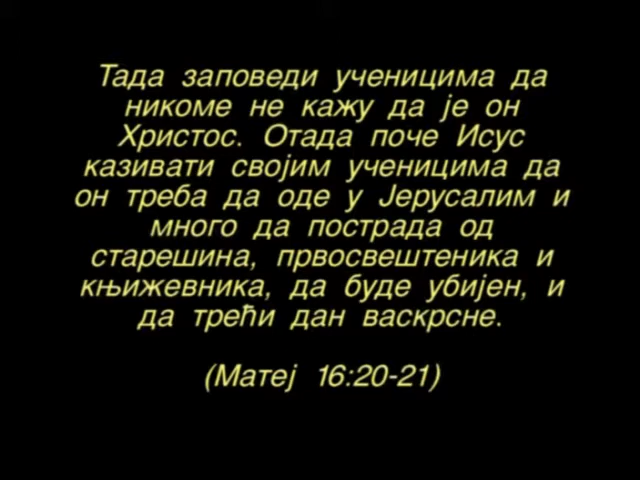 Тада заповеди ученицима да
никоме не кажу да је он
Христос. Отада поче Исус
казивати својим ученицима да
он треба да оде у Јерусалим и
много да пострада од
старешина, првосвештеника и
књижевника, да буде убијен, и
да трећи дан васкрсне.
(Матеј 16:20-21)